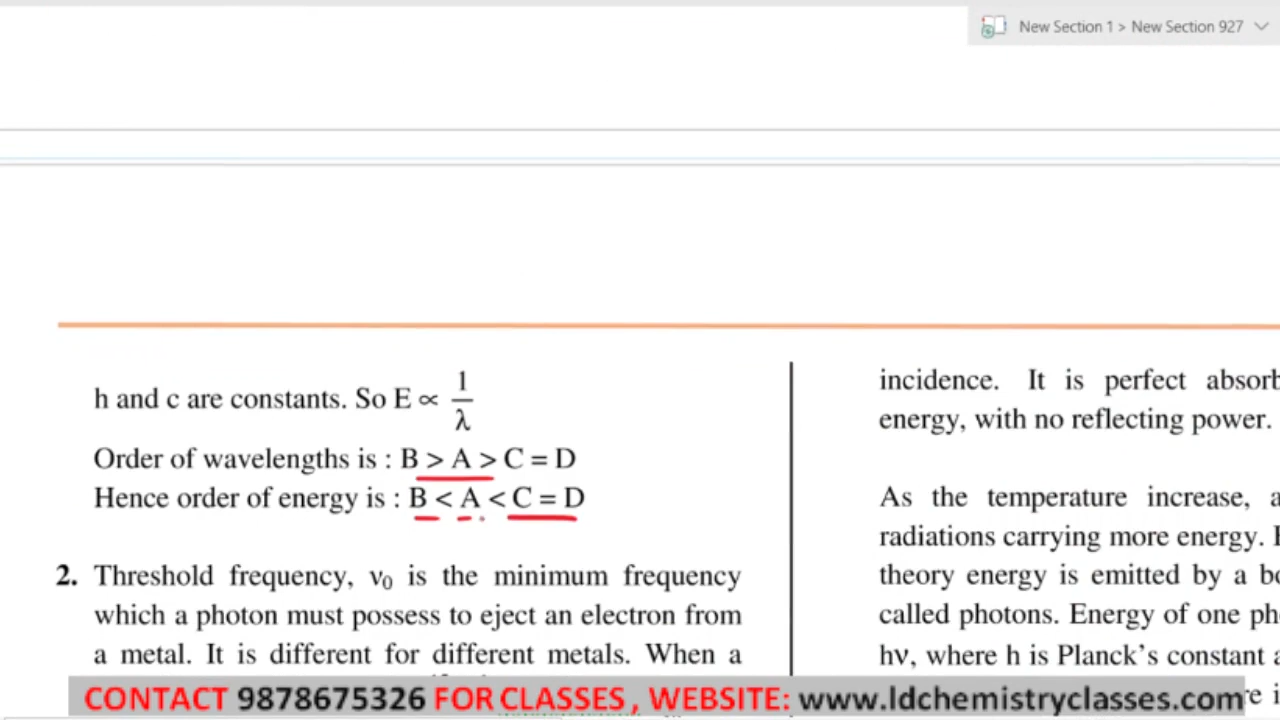 New Section 1 > New Section 927
h and c are constants. So E ∝ 1/λ
Order of wavelengths is : B > A > C = D
Hence order of energy is : B < A < C = D
2. Threshold frequency, ν₀ is the minimum frequency
which a photon must possess to eject an electron from
a metal. It is different for different metals. When a
incidence. It is perfect absorb
energy, with no reflecting power.
As the temperature increase, a
radiations carrying more energy.
theory energy is emitted by a bo
called photons. Energy of one ph
hν, where h is Planck's constant a
CONTACT 9878675326 FOR CLASSES , WEBSITE: www.ldchemistryclasses.com